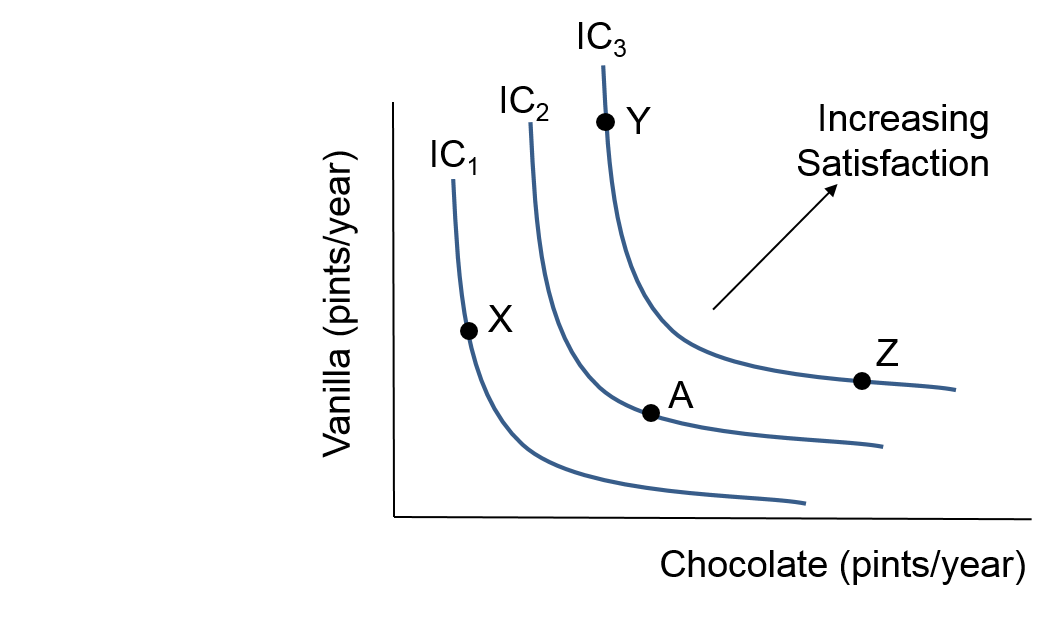 IC₃
IC₂
Y
Increasing
Satisfaction
IC₁
Vanilla (pints/year)
X
Z
A
Chocolate (pints/year)